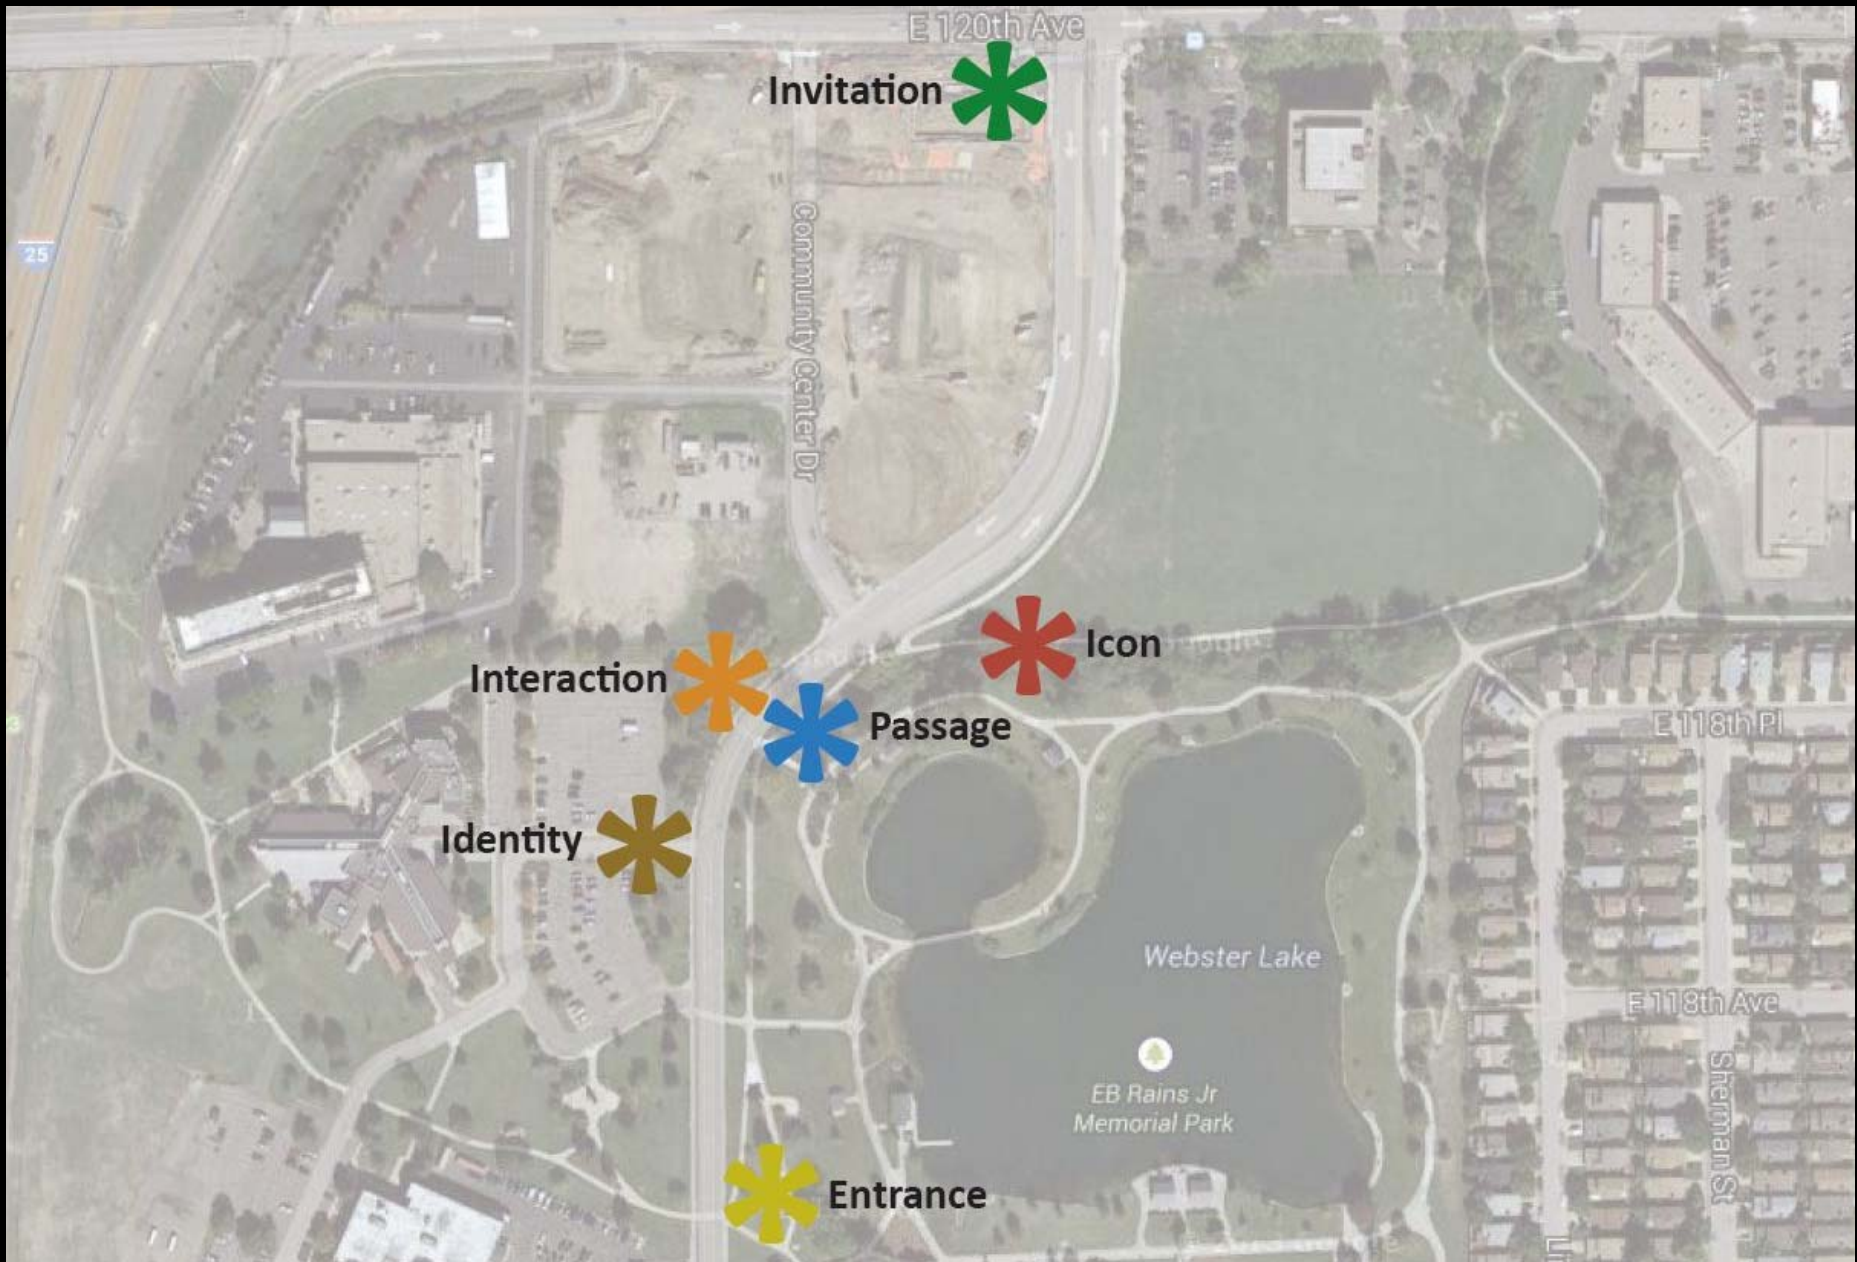 E 120th Ave
Invitation
25
Community Center Dr
Icon
Interaction
Passage
E 118th Pl
Identity
Webster Lake
E 118th Ave
EB Rains Jr
Memorial Park
Sherman St
Entrance